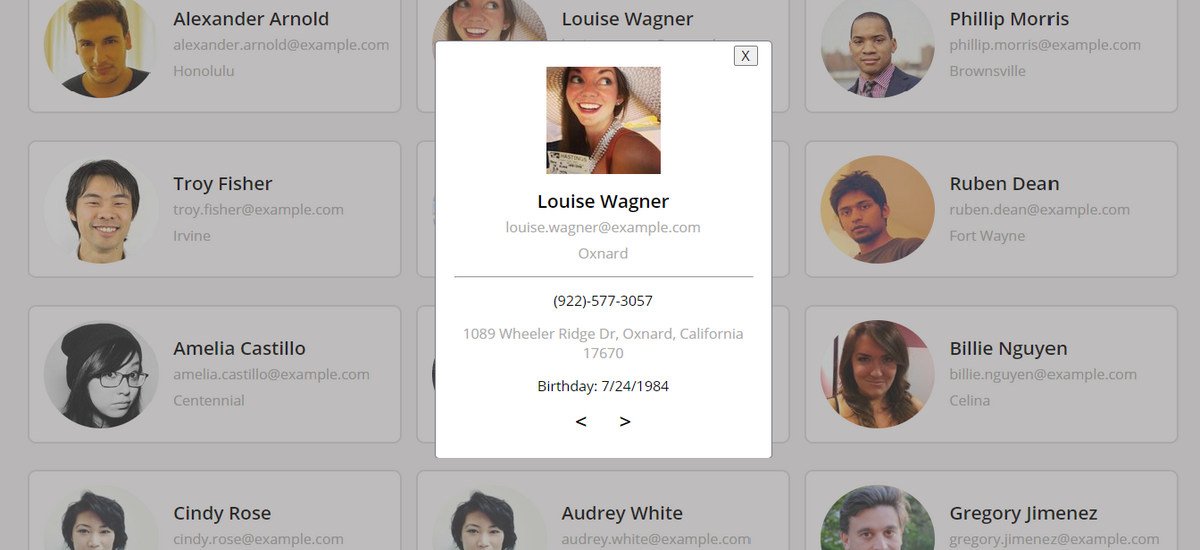 Alexander Arnold
alexander.arnold@example.com
Honolulu
Louise Wagner
Phillip Morris
phillip.morris@example.com
Brownsville
X
HASTINGS
Louise Wagner
louise.wagner@example.com
Oxnard
(922)-577-3057
1089 Wheeler Ridge Dr, Oxnard, California
17670
Birthday: 7/24/1984
< >
Troy Fisher
troy.fisher@example.com
Irvine
Ruben Dean
ruben.dean@example.com
Fort Wayne
Amelia Castillo
amelia.castillo@example.com
Centennial
Billie Nguyen
billie.nguyen@example.com
Celina
Cindy Rose
cindy.rose@example.com
Audrey White
audrey.white@example.com
Gregory Jimenez
gregory.jimenez@example.com